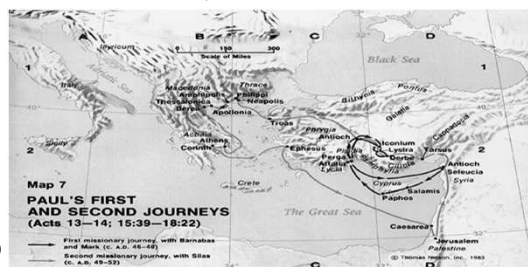 A B C D
Illyricum
0 150 300
Scale of Miles
Black Sea
1 1
Adriatic Sea
Italy
Macedonia Thrace
Amphipolis Philippi
Thessalonica Neapolis
Berea
Apollonia
Bithynia Pontus
Galatia
Troas
Cappadocia
Phrygia
Achaia
Athens
Corinth
Antioch
Iconium
Lystra
Derbe
Tarsus
Sicily
2 2
Ephesus
Perga
Attalia
Lycia
Antioch
Seleucia
Syria
Map 7
Crete
Cyprus
Salamis
Paphos
PAUL'S FIRST
AND SECOND JOURNEYS
(Acts 13—14; 15:39—18:22)
The Great Sea
Caesarea
First missionary journey, with Barnabas
and Mark (c. A.D. 46-48)
Second missionary journey, with Silas
(c. A.D. 49-52)
Jerusalem
Palestine
© Thomas Nelson, Inc., 1983
C D